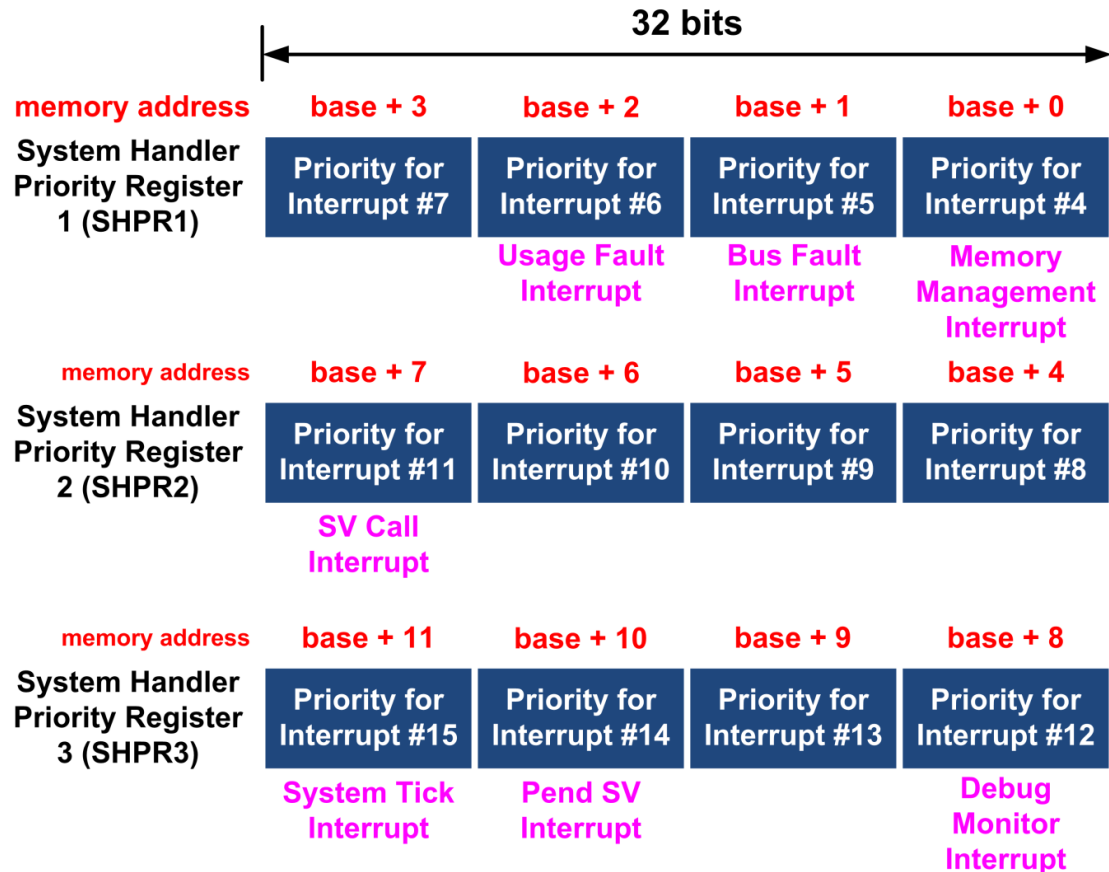 32 bits
memory address base + 3 base + 2 base + 1 base + 0
System Handler
Priority Register
1 (SHPR1)
Priority for
Interrupt #7
Priority for
Interrupt #6
Priority for
Interrupt #5
Priority for
Interrupt #4
Usage Fault
Interrupt
Bus Fault
Interrupt
Memory
Management
Interrupt
memory address base + 7 base + 6 base + 5 base + 4
System Handler
Priority Register
2 (SHPR2)
Priority for
Interrupt #11
Priority for
Interrupt #10
Priority for
Interrupt #9
Priority for
Interrupt #8
SV Call
Interrupt
memory address base + 11 base + 10 base + 9 base + 8
System Handler
Priority Register
3 (SHPR3)
Priority for
Interrupt #15
Priority for
Interrupt #14
Priority for
Interrupt #13
Priority for
Interrupt #12
System Tick
Interrupt
Pend SV
Interrupt
Debug
Monitor
Interrupt